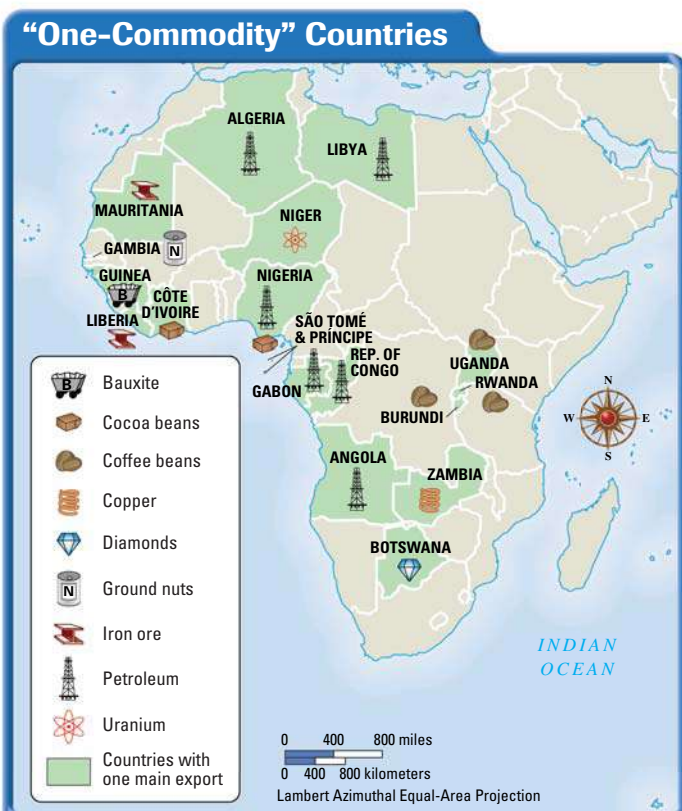 “One-Commodity” Countries
ALGERIA
LIBYA
MAURITANIA
NIGER
GAMBIA
N
GUINEA
B
NIGERIA
CÔTE
D’IVOIRE
LIBERIA
SÃO TOMÉ
& PRÍNCIPE
REP. OF
CONGO
GABON
UGANDA
RWANDA
BURUNDI
ANGOLA
ZAMBIA
BOTSWANA
N
W E
S
INDIAN
OCEAN
B Bauxite
Cocoa beans
Coffee beans
Copper
Diamonds
N Ground nuts
Iron ore
Petroleum
Uranium
Countries with
one main export
0 400 800 miles
0 400 800 kilometers
Lambert Azimuthal Equal-Area Projection